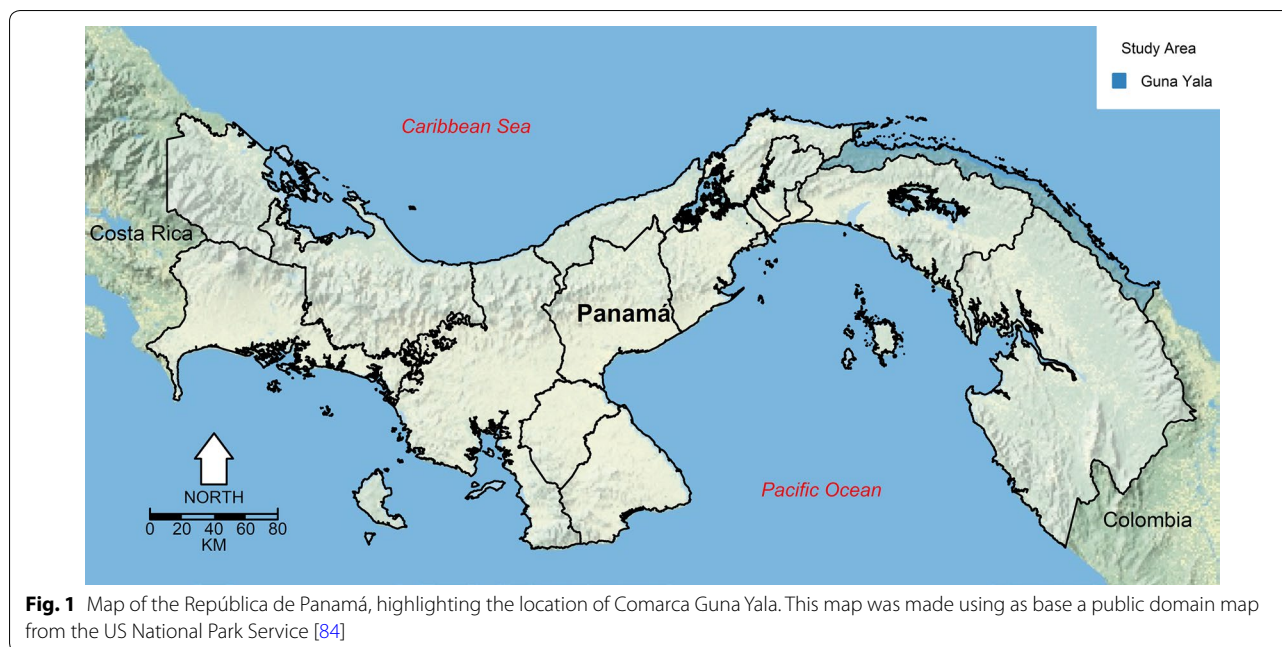 Study Area
Guna Yala
Caribbean Sea
Costa Rica
Panamá
Pacific Ocean
NORTH
0 20 40 60 80
KM
Colombia
Fig. 1 Map of the República de Panamá, highlighting the location of Comarca Guna Yala. This map was made using as base a public domain map
from the US National Park Service [84]